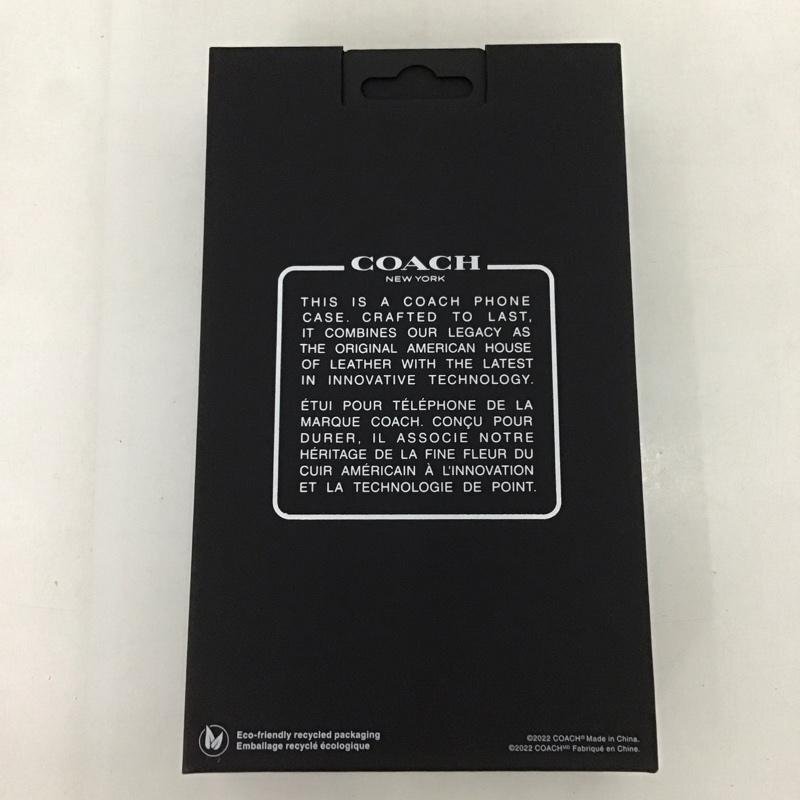 COACH
NEW YORK
THIS IS A COACH PHONE
CASE. CRAFTED TO LAST,
IT COMBINES OUR LEGACY AS
THE ORIGINAL AMERICAN HOUSE
OF LEATHER WITH THE LATEST
IN INNOVATIVE TECHNOLOGY.
ÉTUI POUR TÉLÉPHONE DE LA
MARQUE COACH. CONÇU POUR
DURER, IL ASSOCIE NOTRE
HÉRITAGE DE LA FINE FLEUR DU
CUIR AMÉRICAIN À L'INNOVATION
ET LA TECHNOLOGIE DE POINT.
Eco-friendly recycled packaging
Emballage recyclé écologique
©2022 COACH® Made in China.
©2022 COACHᴹᴰ Fabriqué en Chine.